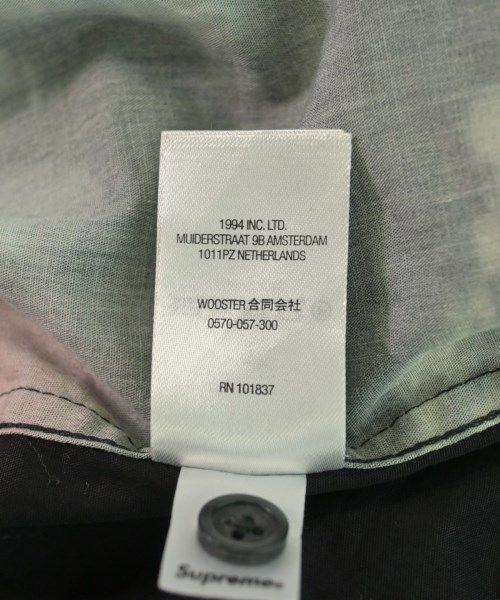 1994 INC. LTD.
MUIDERSTRAAT 9B AMSTERDAM
1011PZ NETHERLANDS
WOOSTER 合同会社
0570-057-300
RN 101837
Supreme